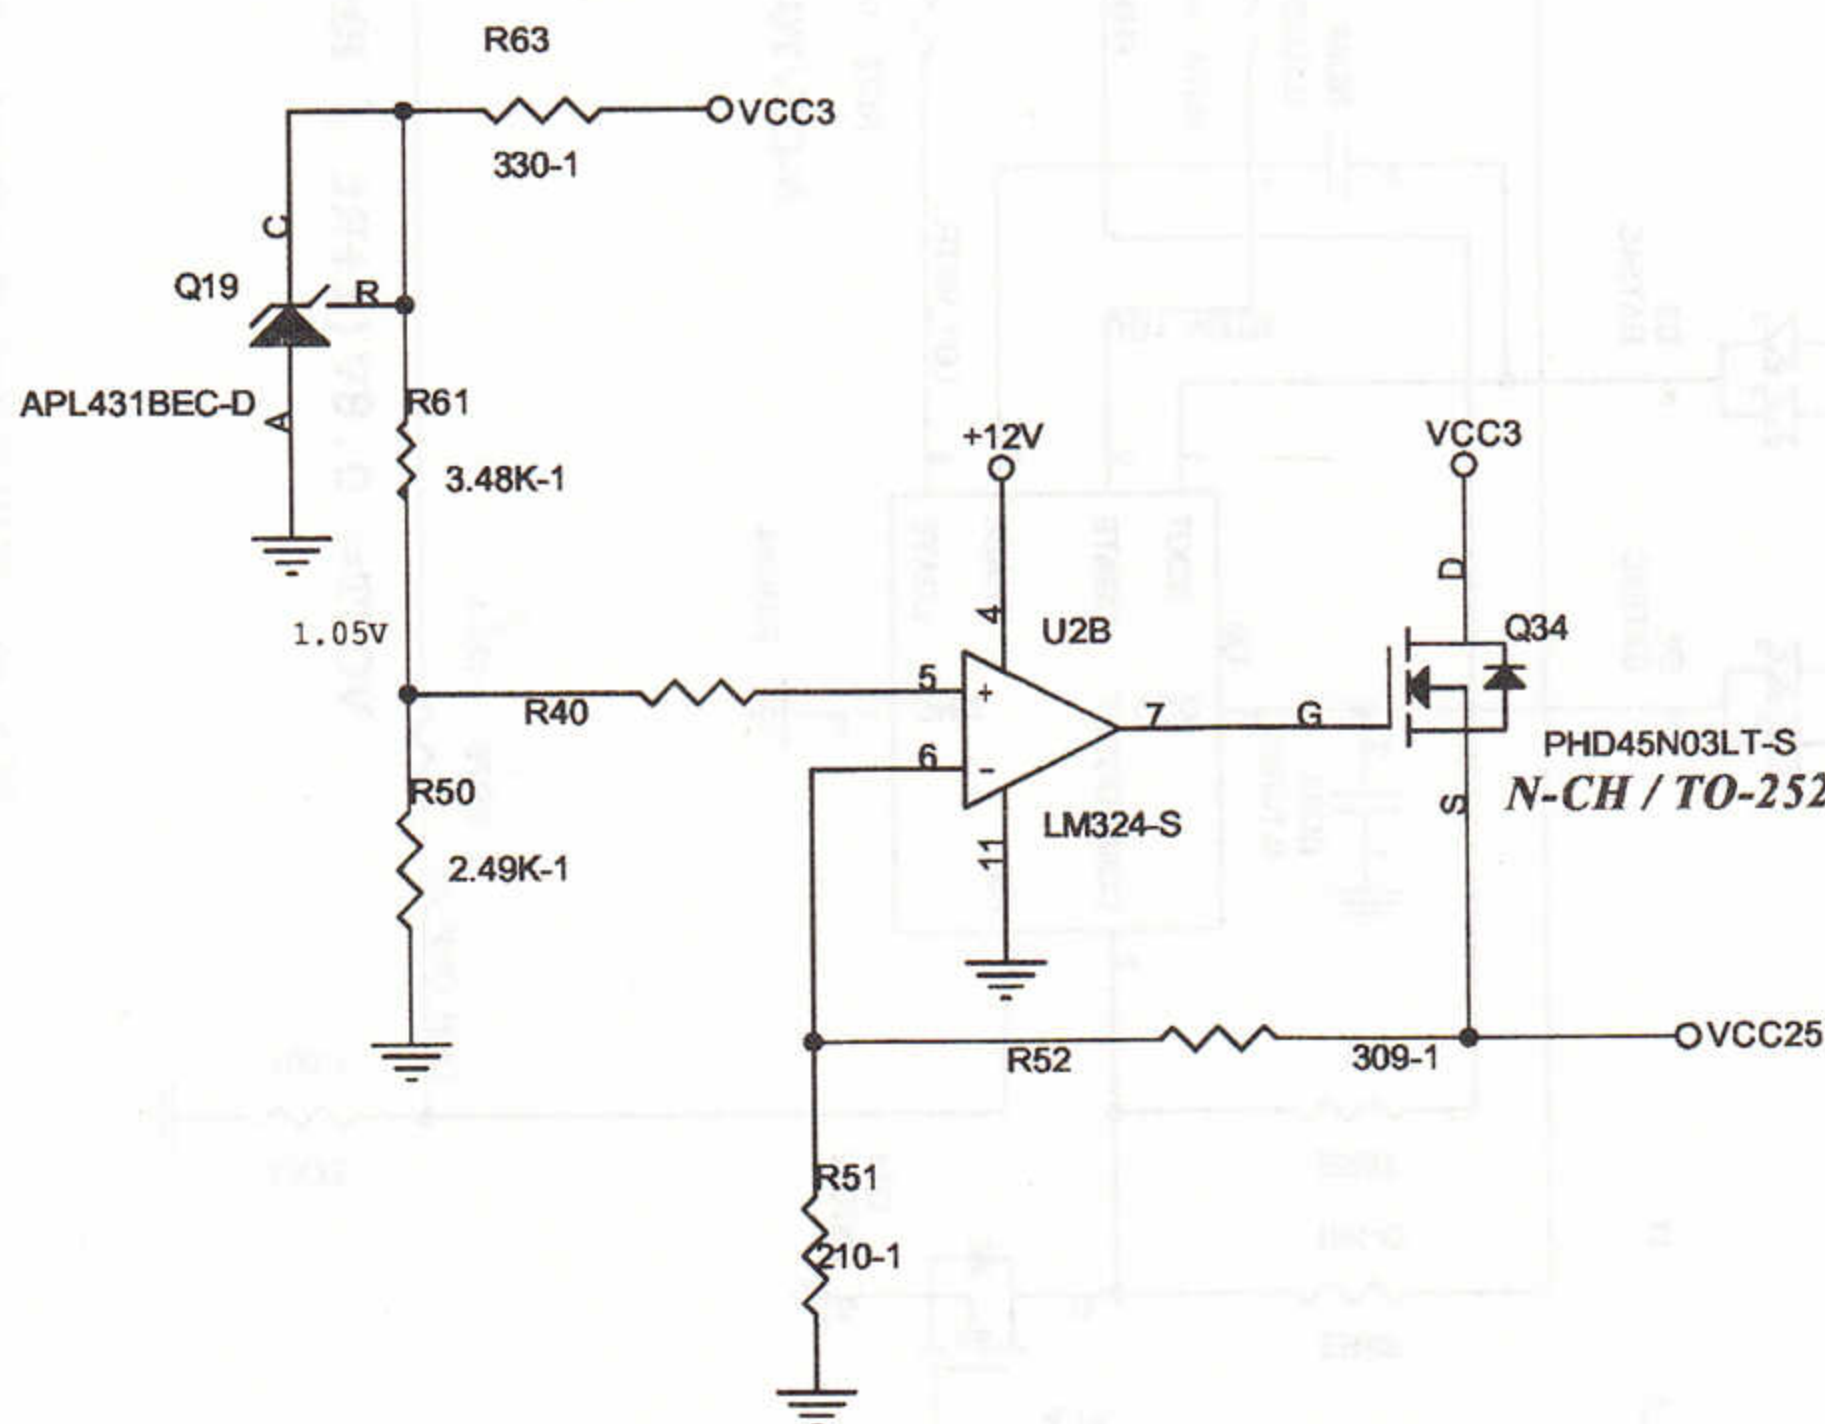 R63
VCC3
330-1
C
Q19
R
APL431BEC-D
A
R61
3.48K-1
+12V
VCC3
D
4
U2B
Q34
1.05V
5
+
R40
7
G
6
-
PHD45N03LT-S
N-CH / TO-252
S
R50
LM324-S
11
2.49K-1
VCC25
R52
309-1
R51
210-1